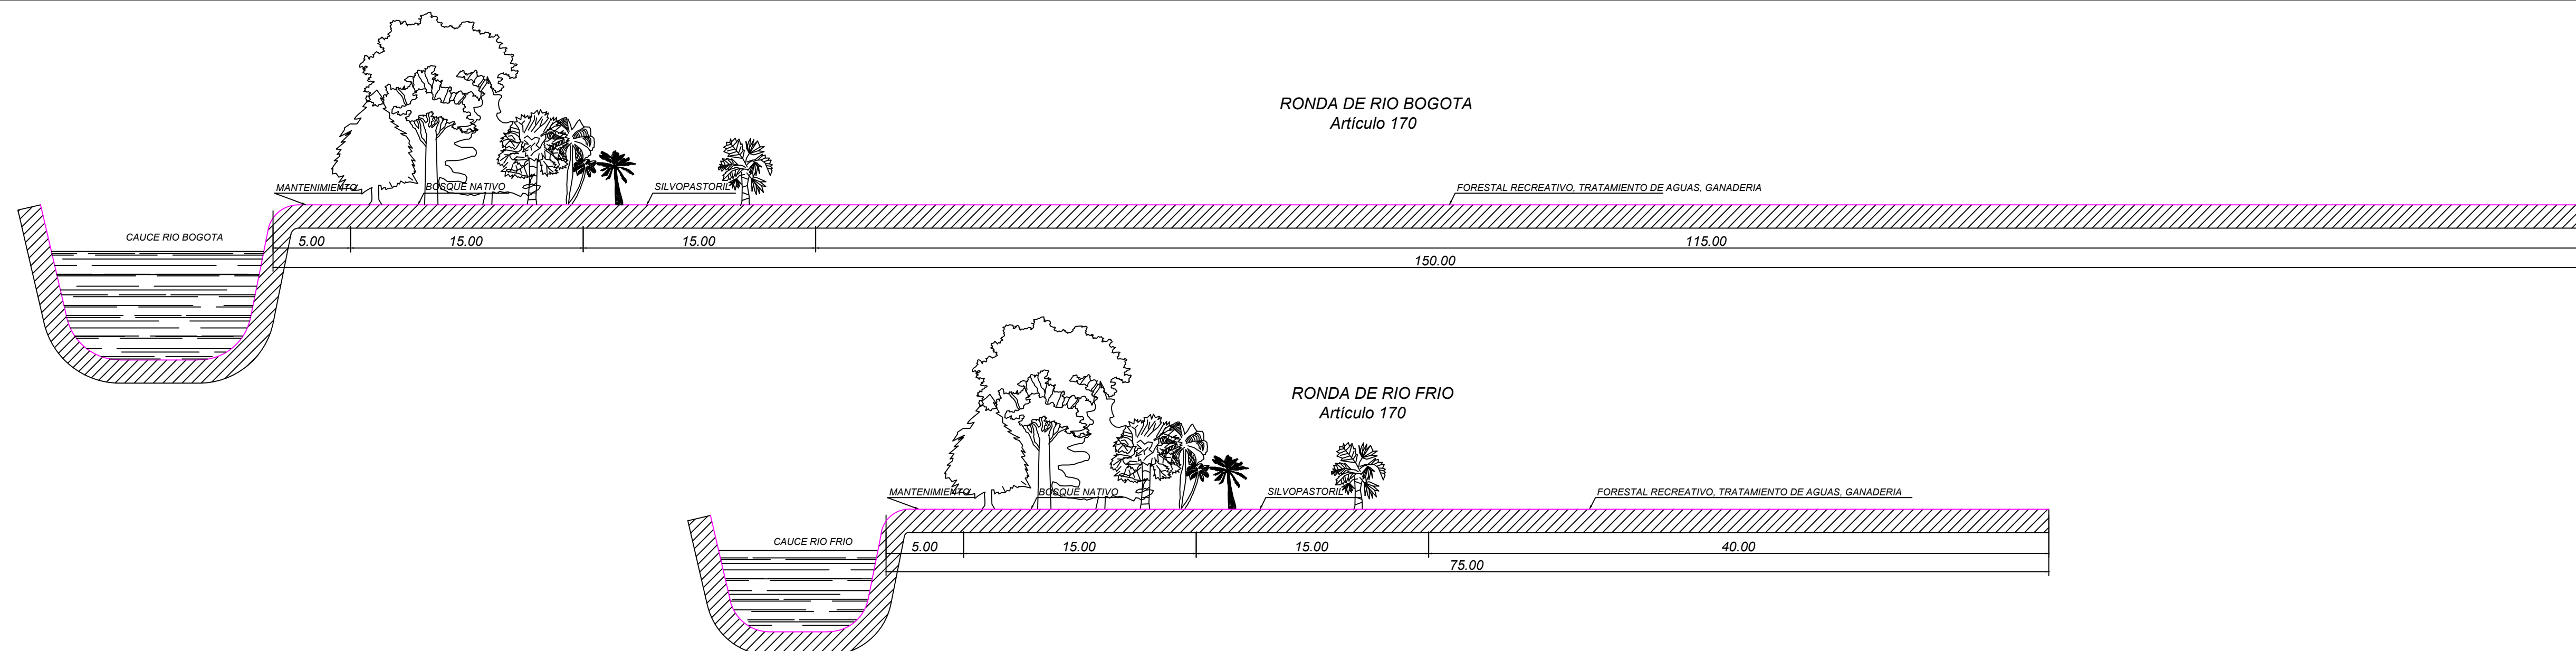 RONDA DE RIO BOGOTA
Artículo 170
MANTENIMIENTO
BOSQUE NATIVO
SILVOPASTORIL
FORESTAL RECREATIVO, TRATAMIENTO DE AGUAS, GANADERIA
CAUCE RIO BOGOTA
5.00
15.00
15.00
115.00
150.00
RONDA DE RIO FRIO
Artículo 170
MANTENIMIENTO
BOSQUE NATIVO
SILVOPASTORIL
FORESTAL RECREATIVO, TRATAMIENTO DE AGUAS, GANADERIA
CAUCE RIO FRIO
5.00
15.00
15.00
40.00
75.00